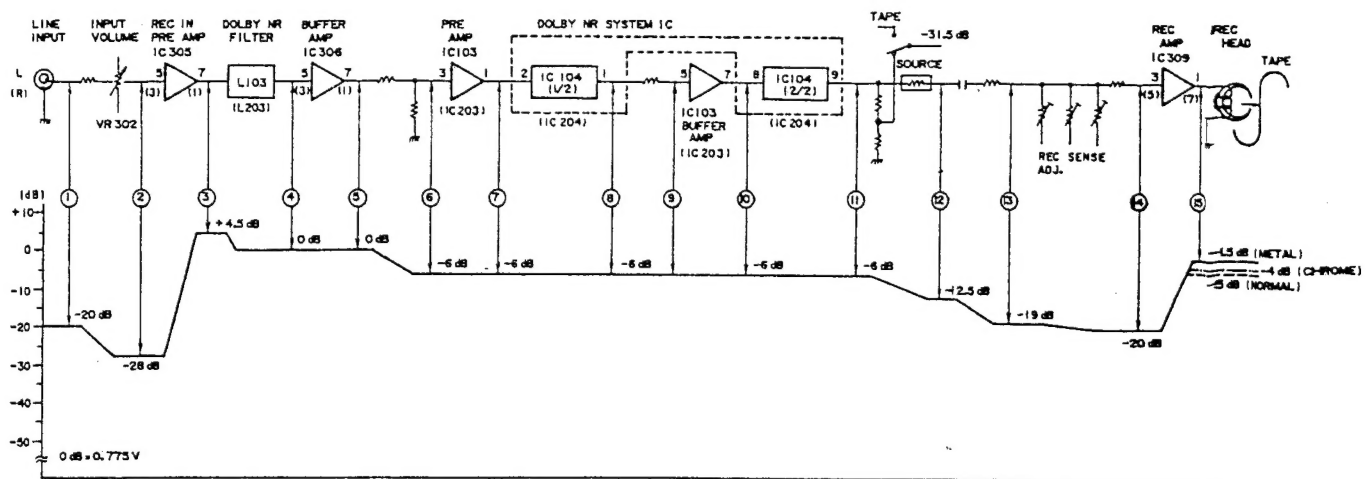 LINE INPUT
INPUT VOLUME
REC IN PRE AMP IC305
DOLBY NR FILTER
BUFFER AMP IC306
PRE AMP IC103
DOLBY NR SYSTEM IC
TAPE
-31.5 dB
SOURCE
REC AMP IC309
REC HEAD
TAPE
L
(R)
VR302
5
(3)
7
(1)
L103
(L203)
5
(3)
7
(1)
3
1
(IC203)
2
IC104
(1/2)
1
(IC204)
5
7
IC103
BUFFER
AMP
(IC203)
8
IC104
(2/2)
9
(IC204)
REC SENSE
ADJ.
3
(5)
1
(7)
1
2
3
4
5
6
7
8
9
10
11
12
13
14
15
(dB)
+10
0
-10
-20
-30
-40
-50
-20 dB
-28 dB
+4.5 dB
0 dB
0 dB
-6 dB
-6 dB
-6 dB
-6 dB
-6 dB
-6 dB
-12.5 dB
-19 dB
-20 dB
-1.5 dB (METAL)
-4 dB (CHROME)
-5 dB (NORMAL)
0 dB = 0.775 V